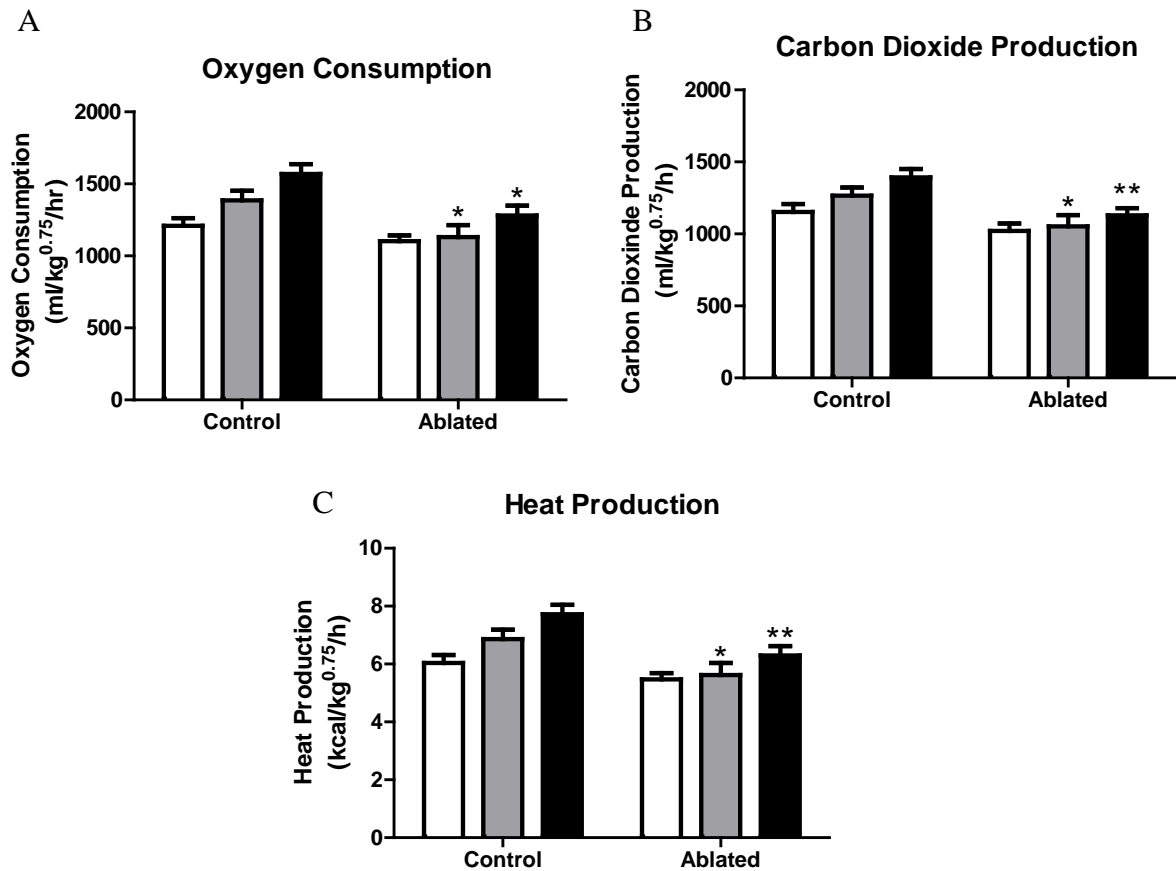 A
Oxygen Consumption
Oxygen Consumption
(ml/kg0.75/hr)
2000
1500
1000
500
0
* *
Control Ablated
B
Carbon Dioxide Production
Carbon Dioxinde Production
(ml/kg0.75/h)
2000
1500
1000
500
0
* **
Control Ablated
C
Heat Production
Heat Production
(kcal/kg0.75/h)
10
8
6
4
2
0
* **
Control Ablated